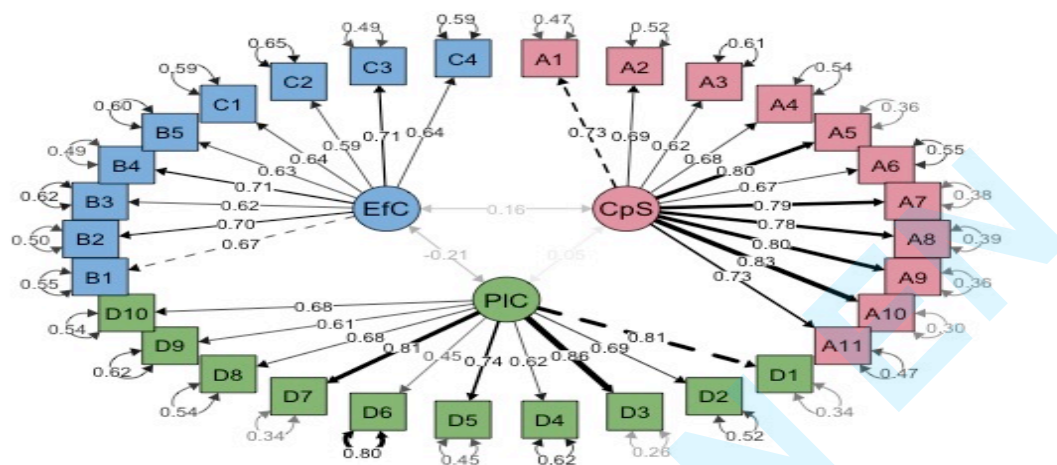 0.59 0.47
0.49 0.52
0.65 C3 C4 A1 A2 0.61
0.59 C2 A3 0.54
0.60 C1 A4 0.36
0.49 B5 A5 0.55
0.62 B4 A6 0.38
0.50 B3 A7 0.39
0.55 B2 A8 0.36
B1 A9 0.30
A10
A11 0.47
0.64 0.59 0.71 0.64 0.73 0.69 0.62 0.68
0.63 0.80
0.71 0.67
0.62 EfC 0.16 CpS 0.79
0.70 0.78
0.67 0.80
-0.21 0.05 0.83
0.73
PIC
D10 0.68 0.81
0.54 D9 0.61 0.69
0.62 D8 0.68 0.81 0.45 0.74 0.62 0.86 D1
0.54 D7 D6 D5 D4 D3 D2 0.34
0.34 0.80 0.45 0.62 0.26 0.52